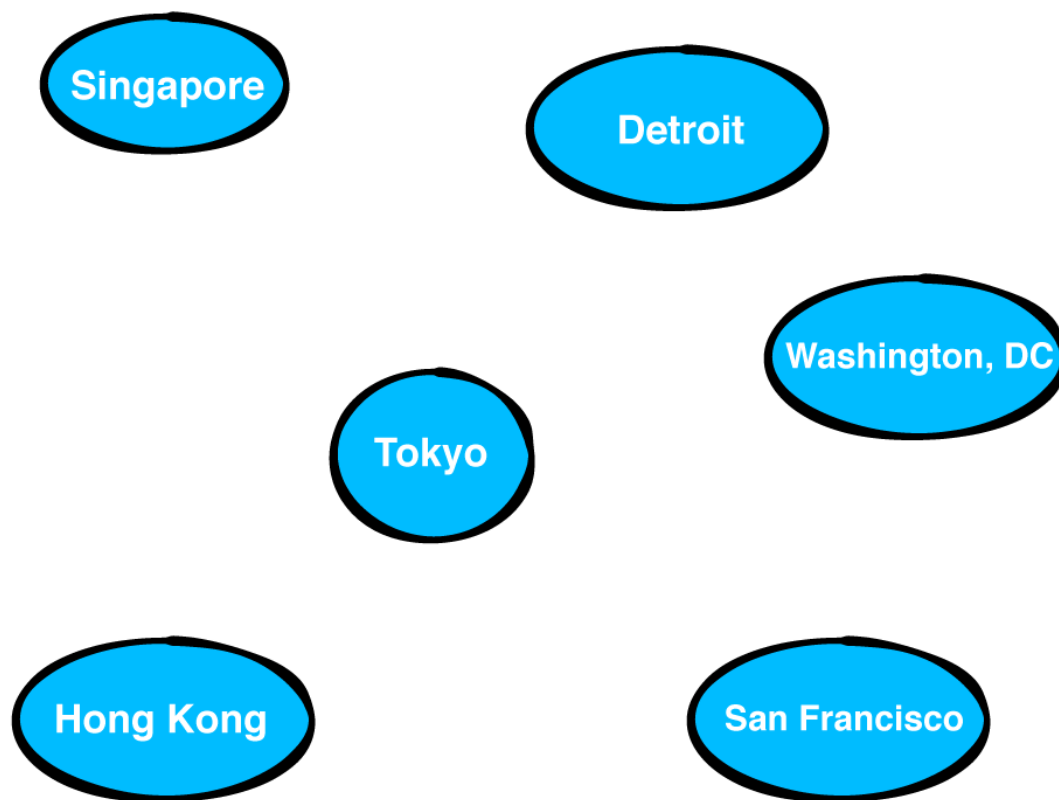 Singapore
Detroit
Washington, DC
Tokyo
Hong Kong
San Francisco